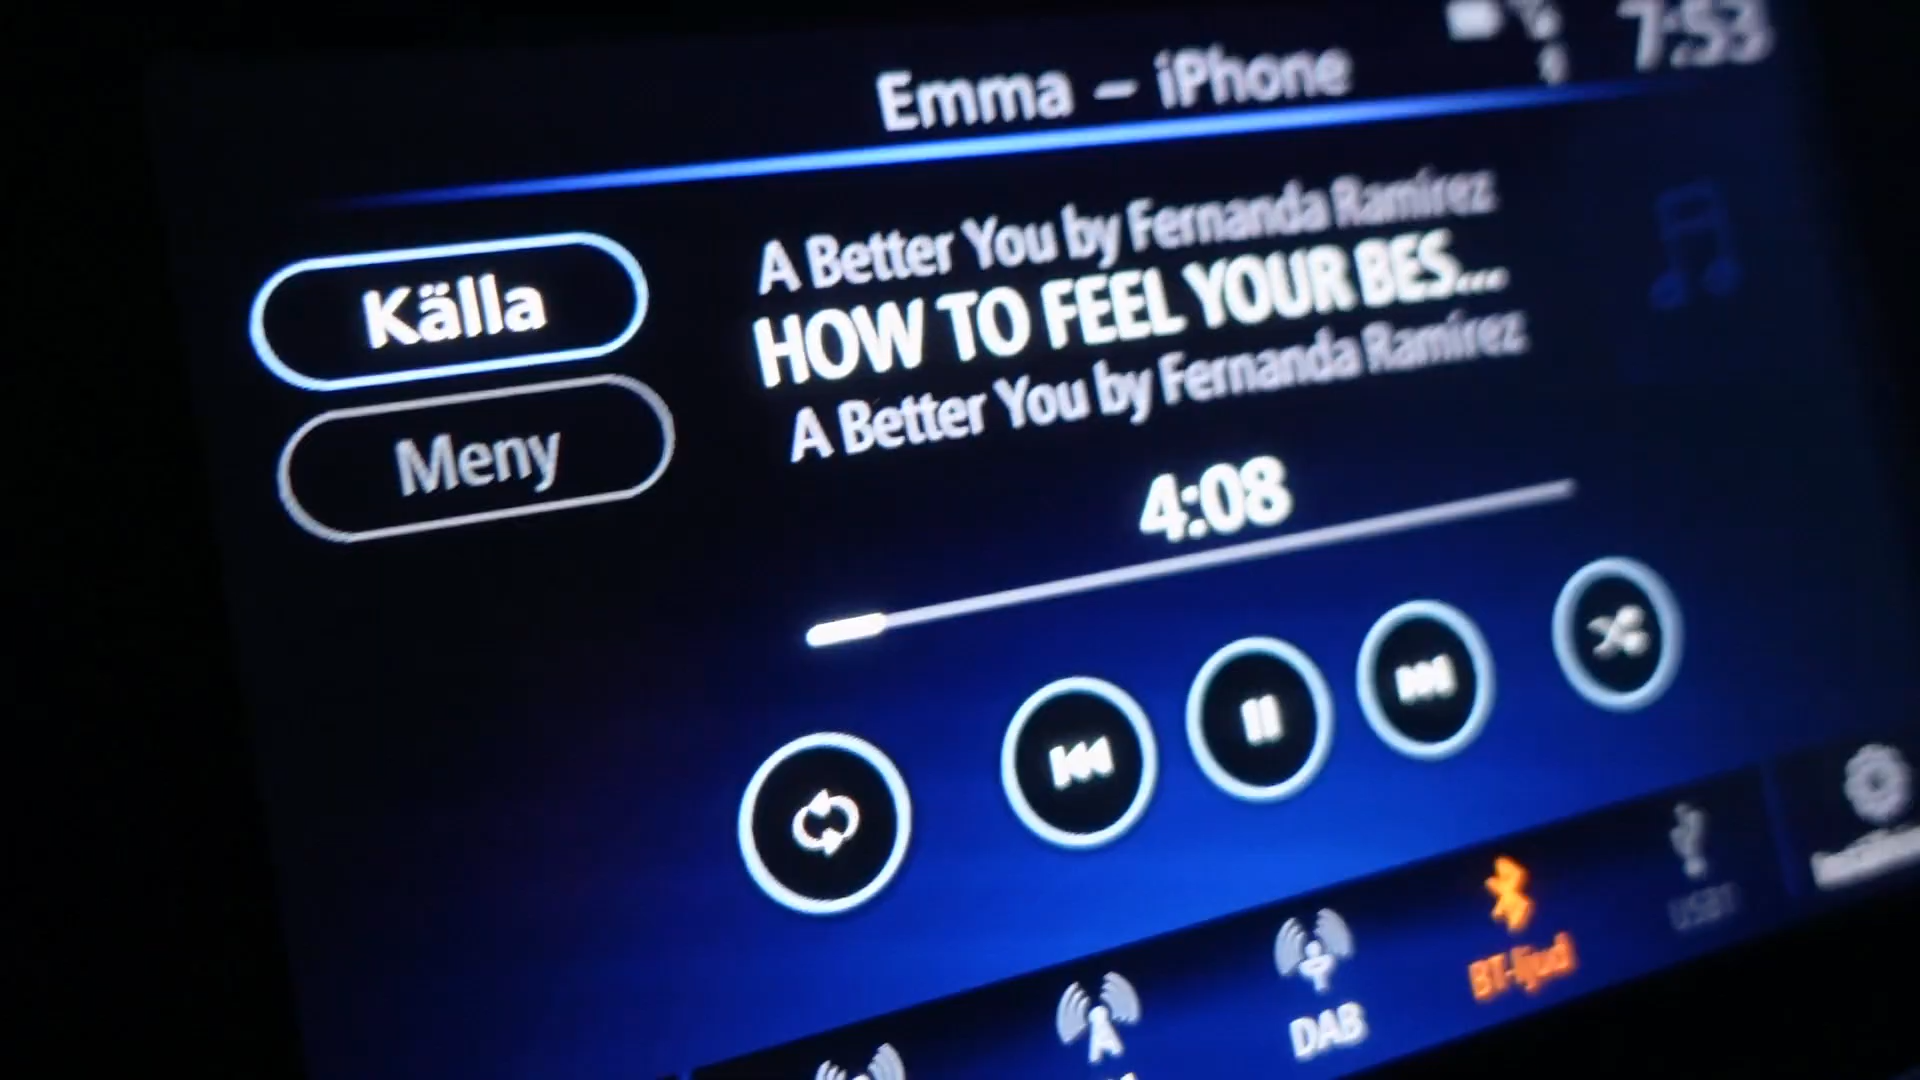 7:53
Emma – iPhone
A Better You by Fernanda Ramírez
HOW TO FEEL YOUR BES...
A Better You by Fernanda Ramírez
Källa
Meny
4:08
DAB
BT-ljud
USB1